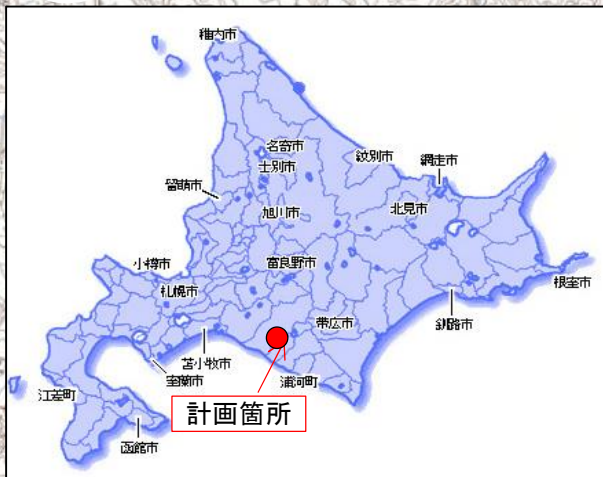 稚内市
名寄市
士別市
紋別市
網走市
留萌市
旭川市
北見市
小樽市
富良野市
札幌市
根室市
帯広市
釧路市
苫小牧市
浦河町
室蘭市
江差町
計画箇所
函館市